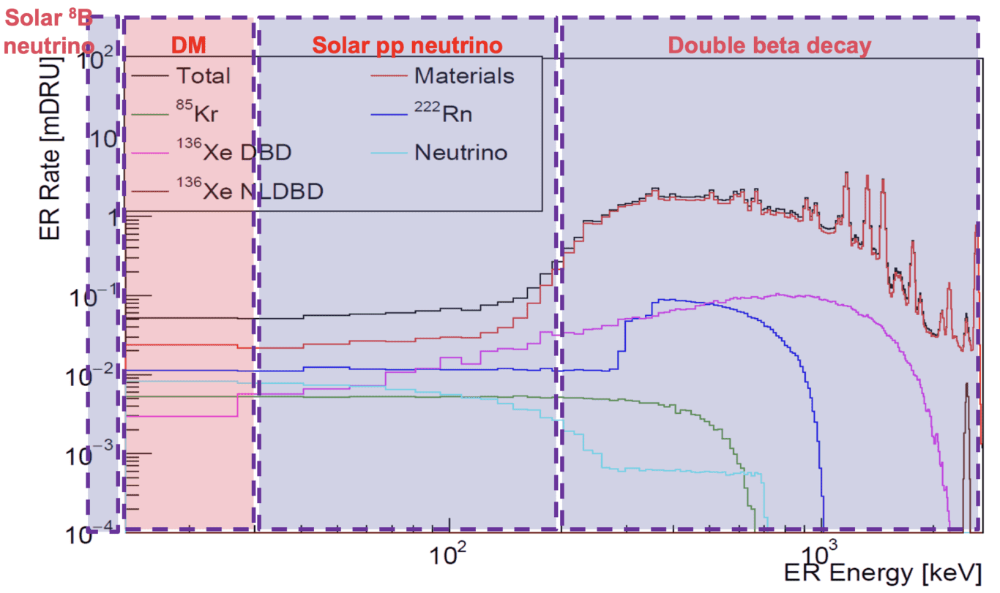 Solar ⁸B
neutrino
DM
Solar pp neutrino
Double beta decay
ER Rate [mDRU]
10²
10
1
10⁻¹
10⁻²
10⁻³
10⁻⁴
Total
Materials
⁸⁵Kr
²²²Rn
¹³⁶Xe DBD
Neutrino
¹³⁶Xe NLDBD
10²
10³
ER Energy [keV]